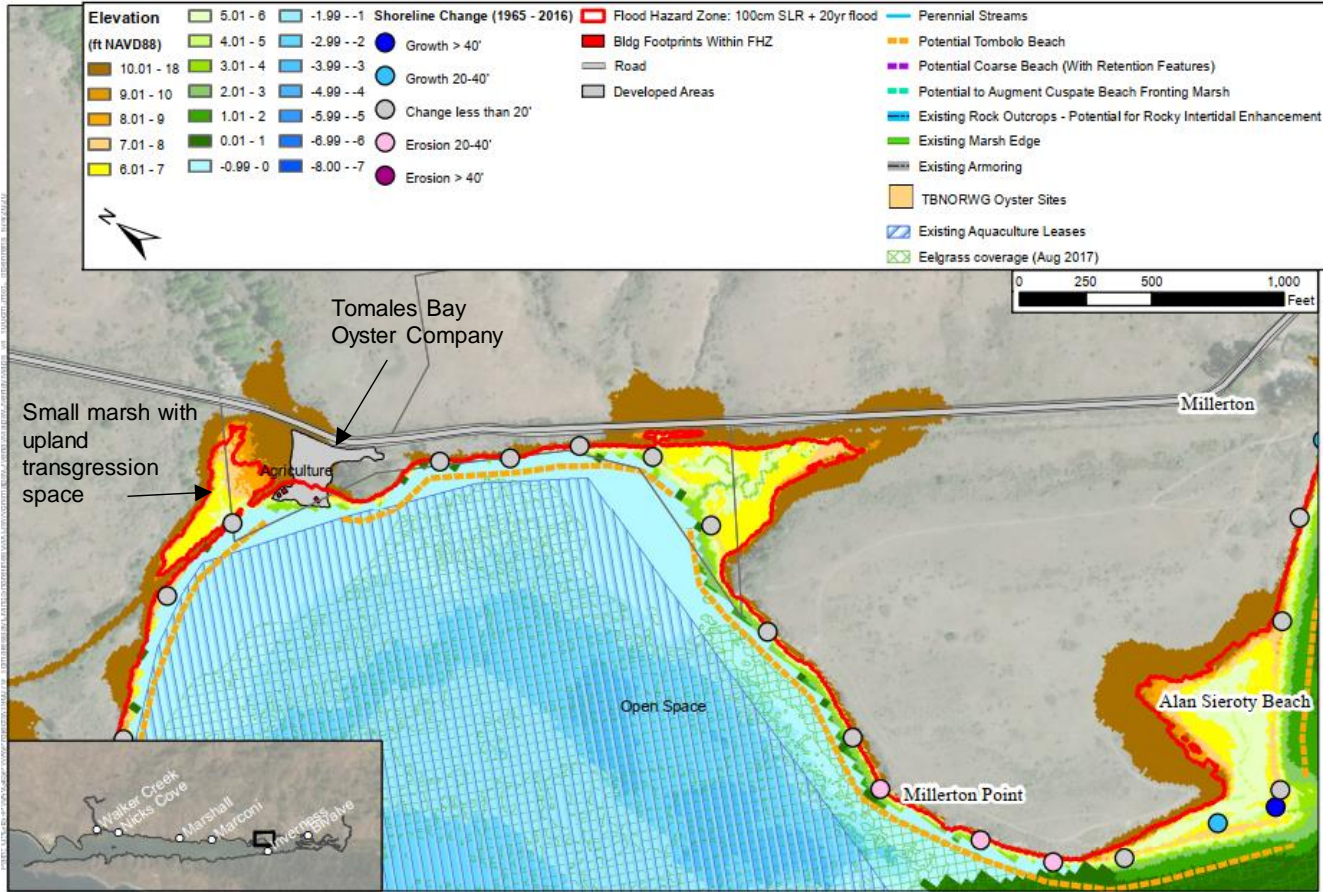 Elevation
(ft NAVD88)
10.01 - 18
9.01 - 10
8.01 - 9
7.01 - 8
6.01 - 7
5.01 - 6
4.01 - 5
3.01 - 4
2.01 - 3
1.01 - 2
0.01 - 1
-0.99 - 0
-1.99 - -1
-2.99 - -2
-3.99 - -3
-4.99 - -4
-5.99 - -5
-6.99 - -6
-8.00 - -7
Shoreline Change (1965 - 2016)
Growth > 40'
Growth 20-40'
Change less than 20'
Erosion 20-40'
Erosion > 40'
Flood Hazard Zone: 100cm SLR + 20yr flood
Bldg Footprints Within FHZ
Road
Developed Areas
Perennial Streams
Potential Tombolo Beach
Potential Coarse Beach (With Retention Features)
Potential to Augment Cuspate Beach Fronting Marsh
Existing Rock Outcrops - Potential for Rocky Intertidal Enhancement
Existing Marsh Edge
Existing Armoring
TBNORWG Oyster Sites
Existing Aquaculture Leases
Eelgrass coverage (Aug 2017)
N
0 250 500 1,000
Feet
Tomales Bay
Oyster Company
Small marsh with
upland
transgression
space
Agriculture
Millerton
Open Space
Alan Sieroty Beach
Millerton Point
Walker Creek
Nicks Cove
Marshall
Marconi
Inverness
Bivalve